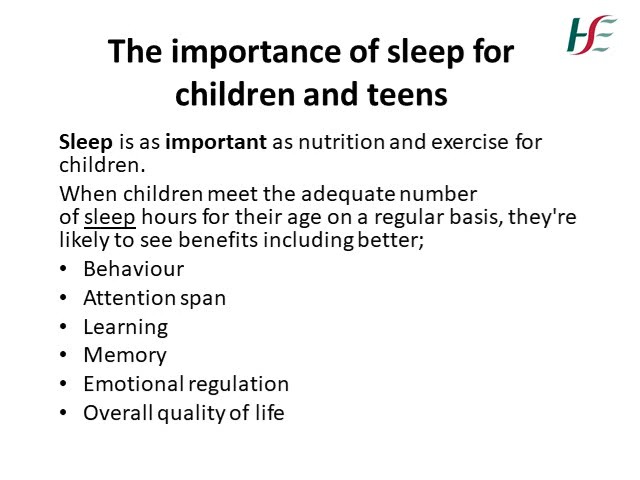 The importance of sleep for
children and teens
HSE
Sleep is as important as nutrition and exercise for
children.
When children meet the adequate number
of sleep hours for their age on a regular basis, they're
likely to see benefits including better;
• Behaviour
• Attention span
• Learning
• Memory
• Emotional regulation
• Overall quality of life